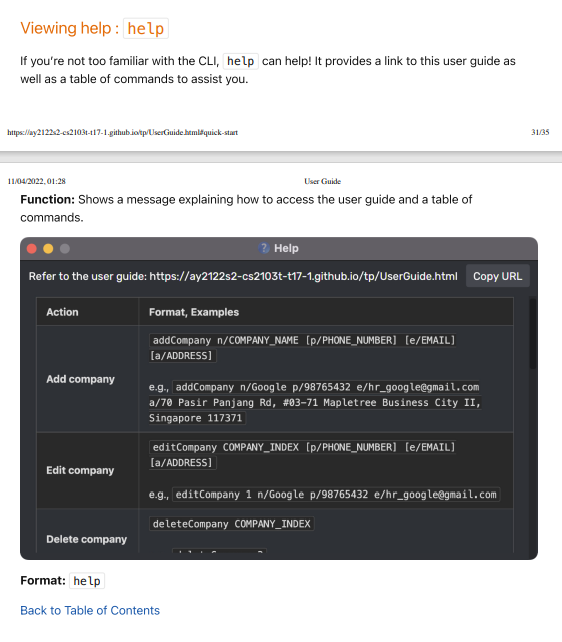 Viewing help : help
If you're not too familiar with the CLI, help can help! It provides a link to this user guide as
well as a table of commands to assist you.
https://ay2122s2-cs2103t-t17-1.github.io/tp/UserGuide.html#quick-start 31/35
11/04/2022, 01:28 User Guide
Function: Shows a message explaining how to access the user guide and a table of
commands.
? Help
Refer to the user guide: https://ay2122s2-cs2103t-t17-1.github.io/tp/UserGuide.html Copy URL
Action Format, Examples
Add company
addCompany n/COMPANY_NAME [p/PHONE_NUMBER] [e/EMAIL]
[a/ADDRESS]
e.g., addCompany n/Google p/98765432 e/hr_google@gmail.com
a/70 Pasir Panjang Rd, #03-71 Mapletree Business City II,
Singapore 117371
Edit company
editCompany COMPANY_INDEX [p/PHONE_NUMBER] [e/EMAIL]
[a/ADDRESS]
e.g., editCompany 1 n/Google p/98765432 e/hr_google@gmail.com
Delete company
deleteCompany COMPANY_INDEX
Format: help
Back to Table of Contents